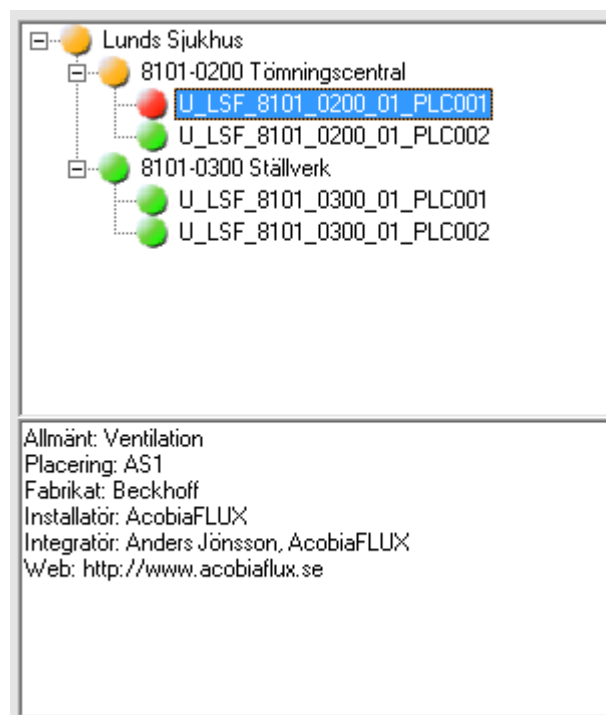 Lunds Sjukhus
8101-0200 Tömningscentral
U_LSF_8101_0200_01_PLC001
U_LSF_8101_0200_01_PLC002
8101-0300 Ställverk
U_LSF_8101_0300_01_PLC001
U_LSF_8101_0300_01_PLC002
Allmänt: Ventilation
Placering: AS1
Fabrikat: Beckhoff
Installatör: AcobiaFLUX
Integratör: Anders Jönsson, AcobiaFLUX
Web: http://www.acobiaflux.se